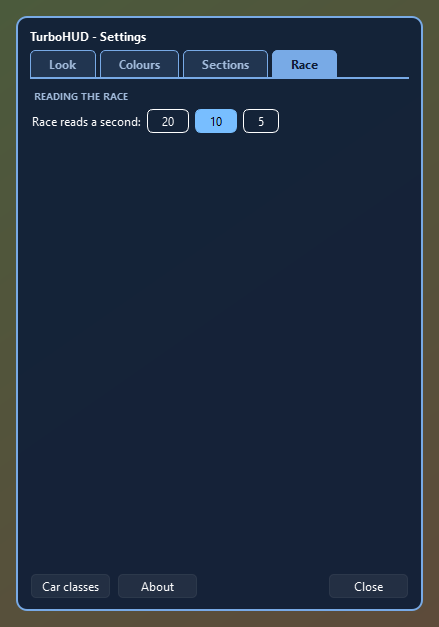 TurboHUD - Settings
Look Colours Sections Race
READING THE RACE
Race reads a second: 20 10 5
Car classes About Close